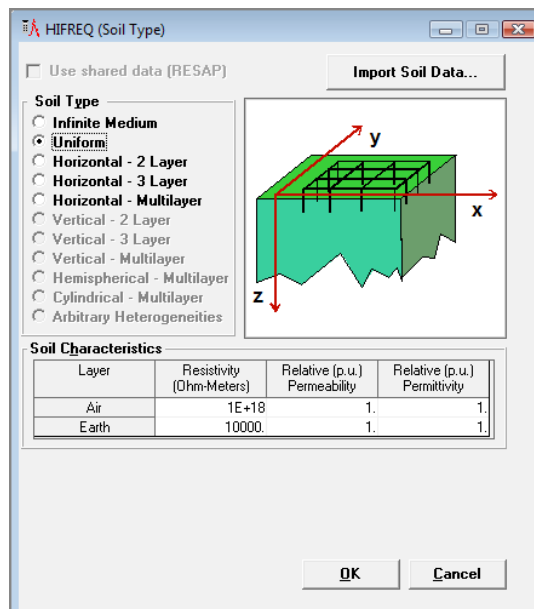 HIFREQ (Soil Type)
Use shared data (RESAP)
Import Soil Data...
Soil Type
Infinite Medium
Uniform
Horizontal - 2 Layer
Horizontal - 3 Layer
Horizontal - Multilayer
Vertical - 2 Layer
Vertical - 3 Layer
Vertical - Multilayer
Hemispherical - Multilayer
Cylindrical - Multilayer
Arbitrary Heterogeneities
y
x
z
Soil Characteristics
Layer Resistivity (Ohm-Meters) Relative (p.u.) Permeability Relative (p.u.) Permittivity
Air 1E+18 1. 1.
Earth 10000. 1. 1.
OK Cancel